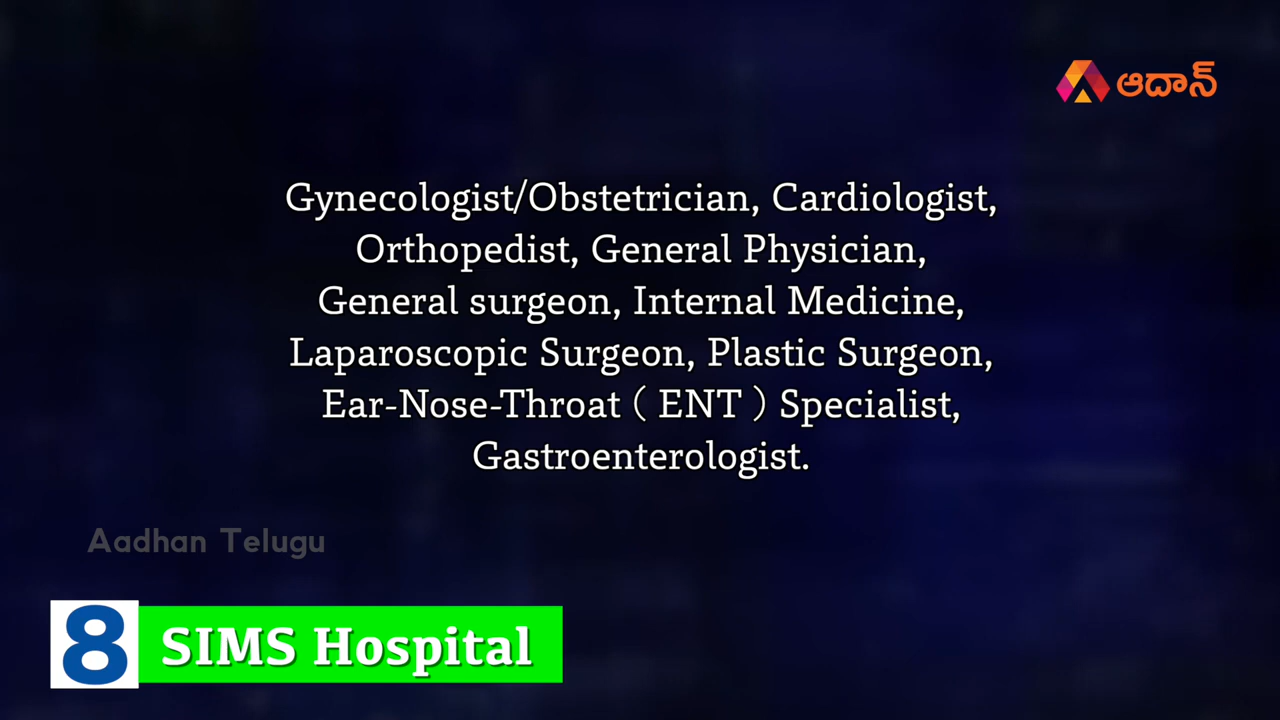 ఆదాన్
Gynecologist/Obstetrician, Cardiologist,
Orthopedist, General Physician,
General surgeon, Internal Medicine,
Laparoscopic Surgeon, Plastic Surgeon,
Ear-Nose-Throat ( ENT ) Specialist,
Gastroenterologist.
Aadhan Telugu
8 SIMS Hospital